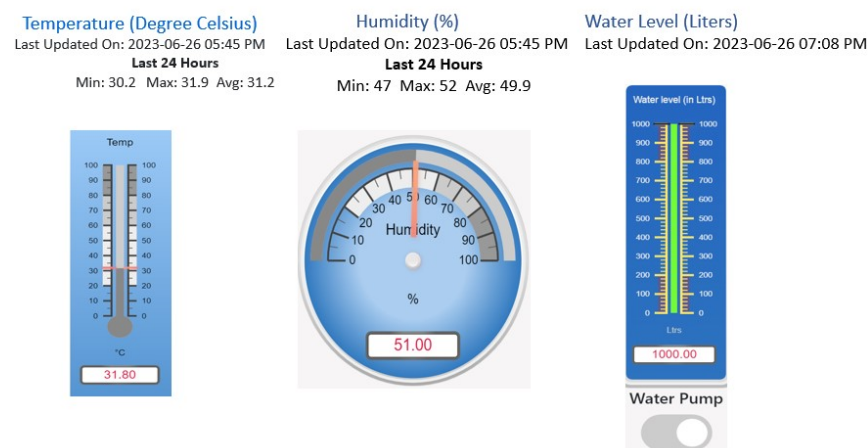 Temperature (Degree Celsius)
Last Updated On: 2023-06-26 05:45 PM
Last 24 Hours
Min: 30.2 Max: 31.9 Avg: 31.2
Temp
100 100
90 90
80 80
70 70
60 60
50 50
40 40
30 30
20 20
10 10
0 0
°C
31.80
Humidity (%)
Last Updated On: 2023-06-26 05:45 PM
Last 24 Hours
Min: 47 Max: 52 Avg: 49.9
0 10 20 30 40 50 60 70 80 90 100
Humidity
%
51.00
Water Level (Liters)
Last Updated On: 2023-06-26 07:08 PM
Water level (in Ltrs)
1000 1000
900 900
800 800
700 700
600 600
500 500
400 400
300 300
200 200
100 100
0 0
Ltrs
1000.00
Water Pump